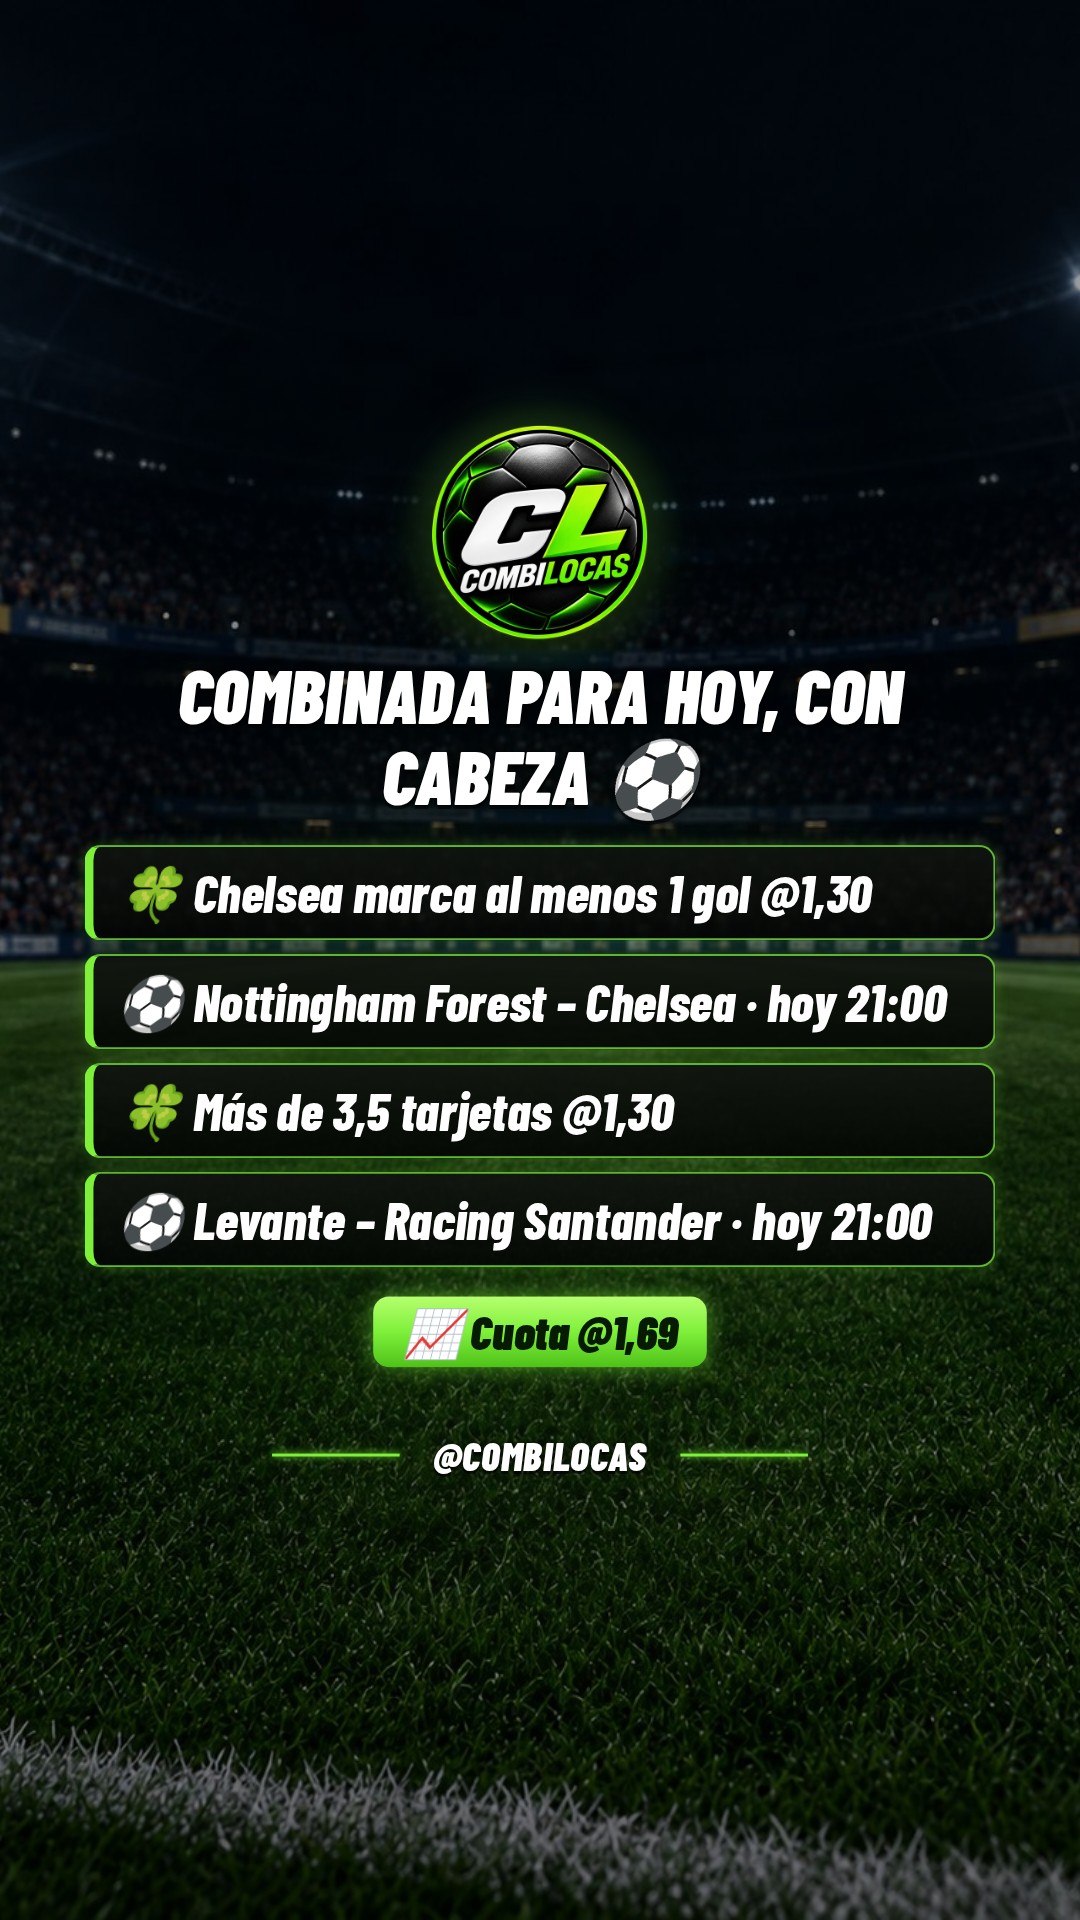 CL
COMBILOCAS
COMBINADA PARA HOY, CON
CABEZA ⚽
🍀 Chelsea marca al menos 1 gol @1,30
⚽ Nottingham Forest – Chelsea · hoy 21:00
🍀 Más de 3,5 tarjetas @1,30
⚽ Levante – Racing Santander · hoy 21:00
📈 Cuota @1,69
@COMBILOCAS